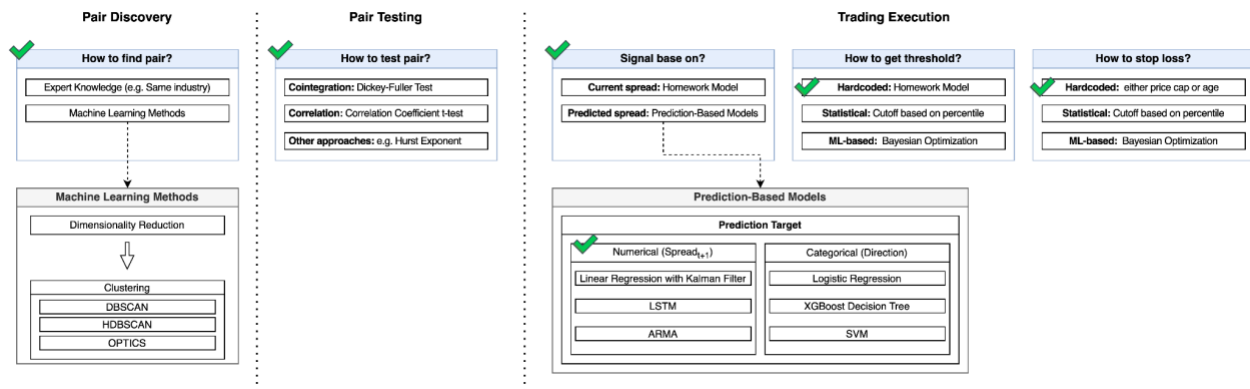 Pair Discovery
How to find pair?
Expert Knowledge (e.g. Same industry)
Machine Learning Methods
Machine Learning Methods
Dimensionality Reduction
Clustering
DBSCAN
HDBSCAN
OPTICS
Pair Testing
How to test pair?
Cointegration: Dickey-Fuller Test
Correlation: Correlation Coefficient t-test
Other approaches: e.g. Hurst Exponent
Trading Execution
Signal base on?
Current spread: Homework Model
Predicted spread: Prediction-Based Models
How to get threshold?
Hardcoded: Homework Model
Statistical: Cutoff based on percentile
ML-based: Bayesian Optimization
How to stop loss?
Hardcoded: either price cap or age
Statistical: Cutoff based on percentile
ML-based: Bayesian Optimization
Prediction-Based Models
Prediction Target
Numerical (Spread_t+1)
Linear Regression with Kalman Filter
LSTM
ARMA
Categorical (Direction)
Logistic Regression
XGBoost Decision Tree
SVM